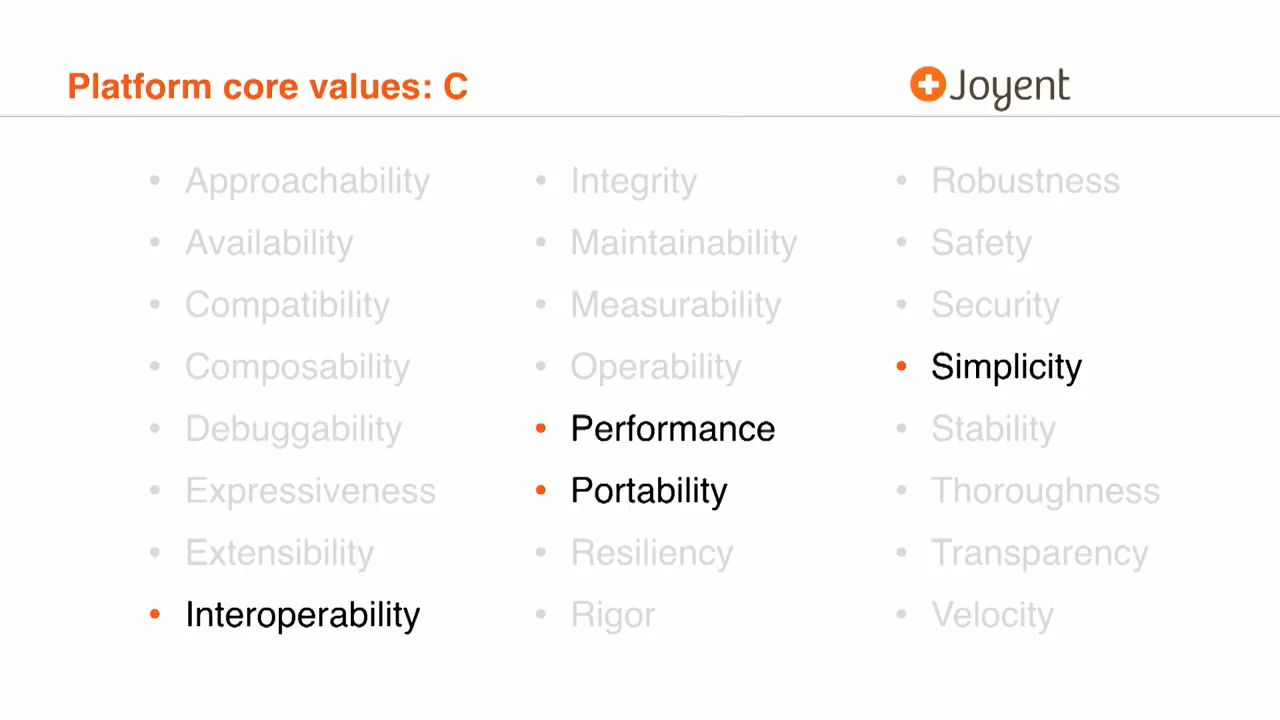 Platform core values: C
Joyent
• Approachability
• Availability
• Compatibility
• Composability
• Debuggability
• Expressiveness
• Extensibility
• Interoperability
• Integrity
• Maintainability
• Measurability
• Operability
• Performance
• Portability
• Resiliency
• Rigor
• Robustness
• Safety
• Security
• Simplicity
• Stability
• Thoroughness
• Transparency
• Velocity